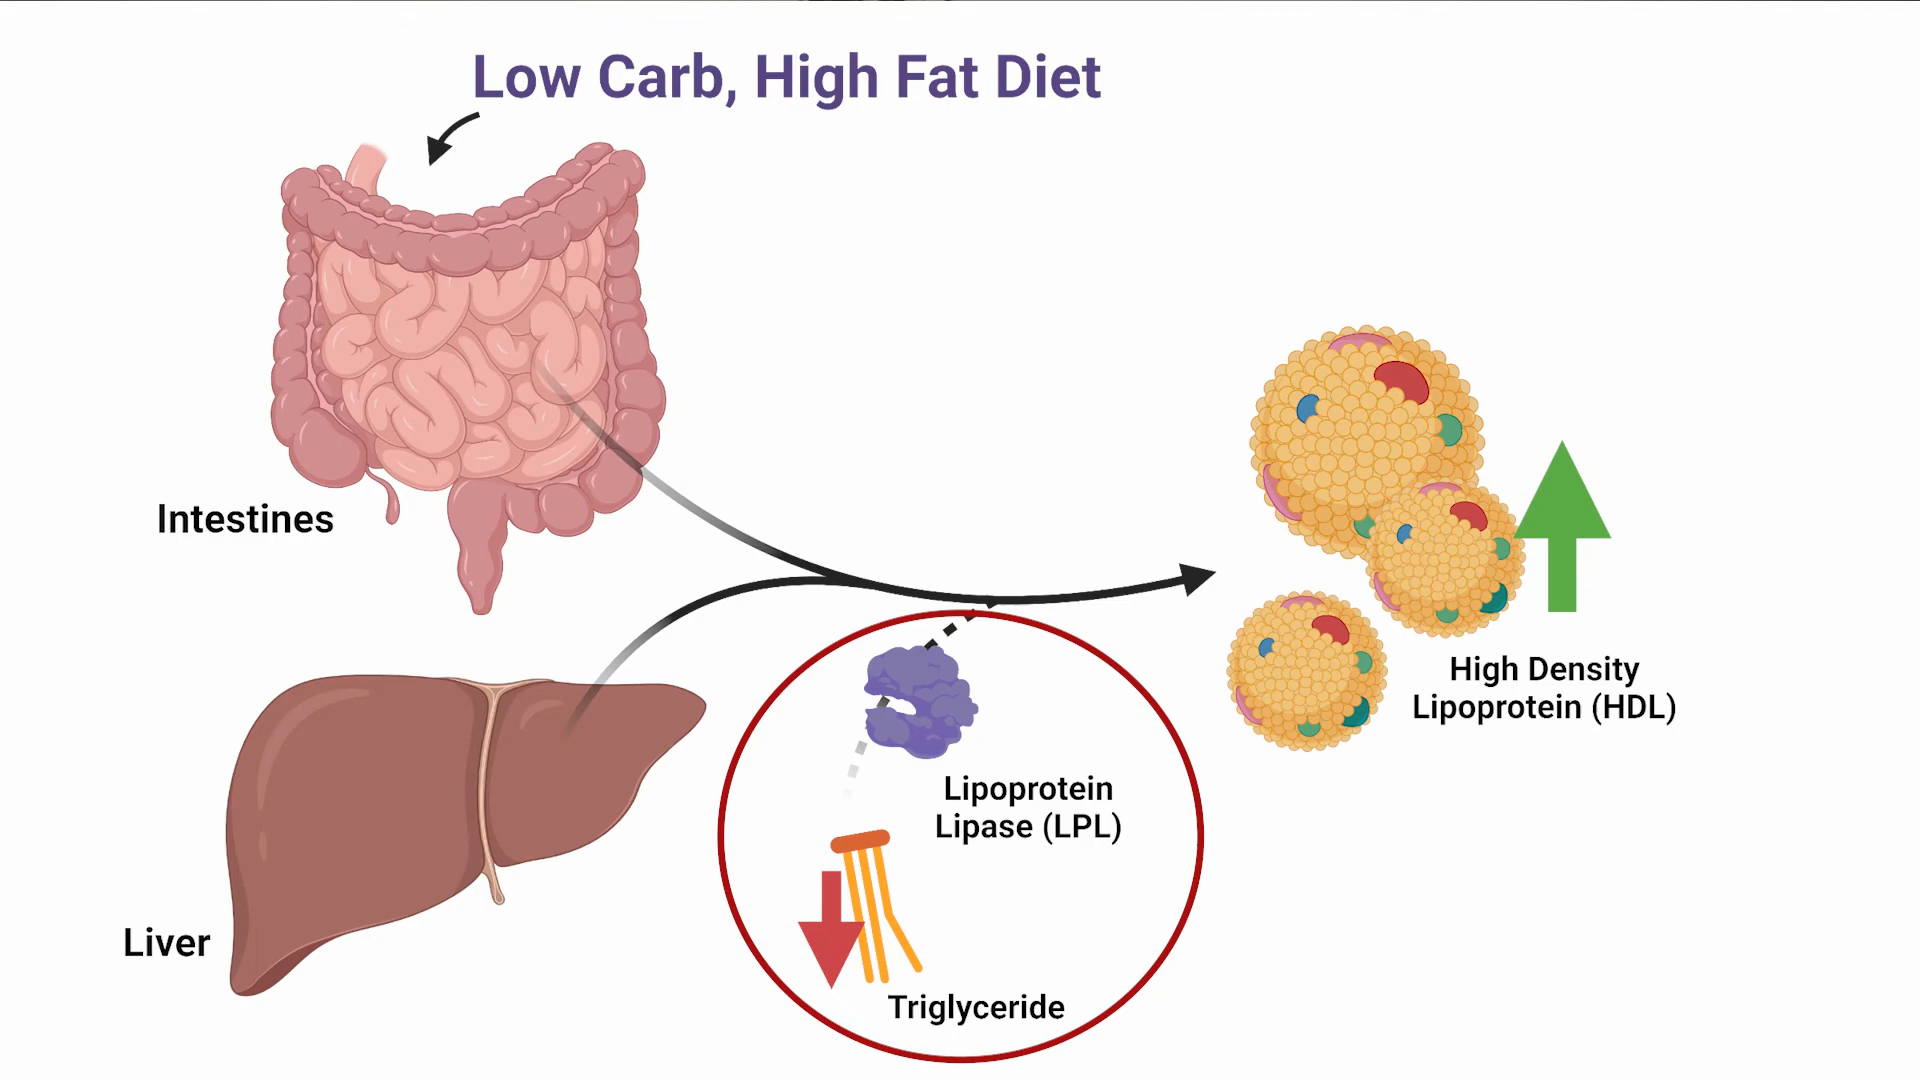 Low Carb, High Fat Diet
Intestines
High Density
Lipoprotein (HDL)
Lipoprotein
Lipase (LPL)
Liver
Triglyceride